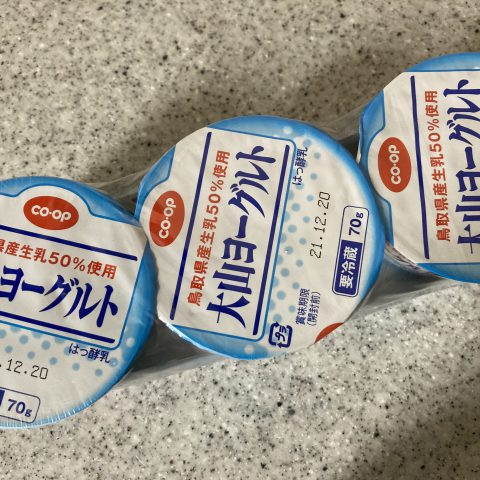 co·op
鳥取県産生乳50%使用
大山ヨーグルト
はっ酵乳
.12.20
70g
co·op
鳥取県産生乳50%使用
大山ヨーグルト
はっ酵乳
21.12.20
70g
要冷蔵
賞味期限
(開封前)
co·op
鳥取県産生乳50%使用
大山ヨーグルト